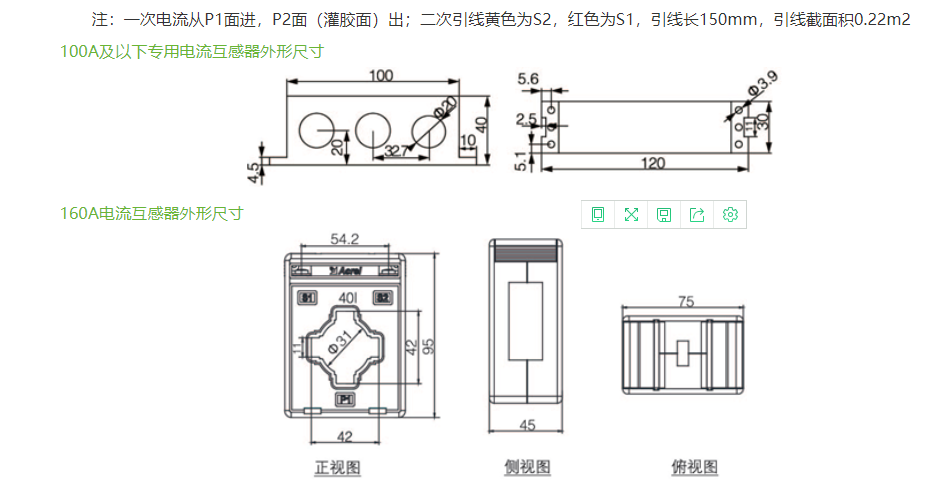 注：一次电流从P1面进，P2面（灌胶面）出；二次引线黄色为S2，红色为S1，引线长150mm，引线截面积0.22m2
100A及以下专用电流互感器外形尺寸
100
Φ20
40
20
32.7
10
4.5
5.6
Φ3.9
2.5
11
30
5.1
120
160A电流互感器外形尺寸
54.2
Acrel
S1
40I
S2
Φ31
11
42
95
P1
42
正视图
45
侧视图
75
俯视图